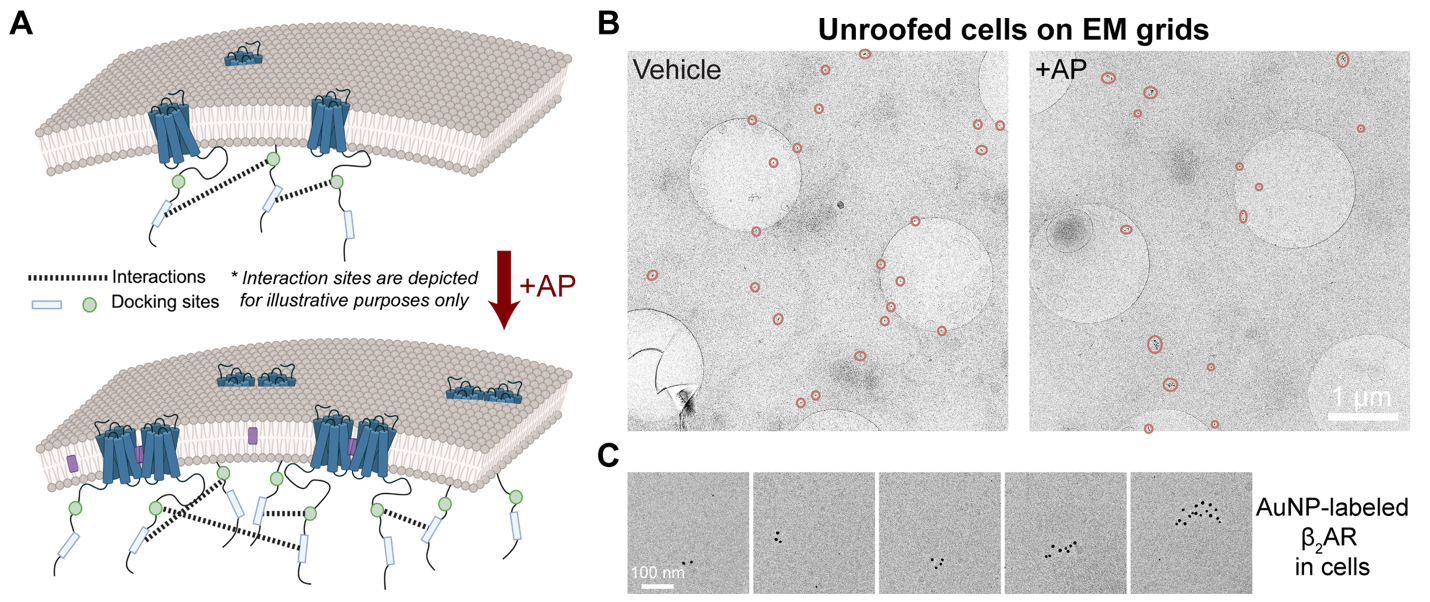 A
Interactions
Docking sites
* Interaction sites are depicted
for illustrative purposes only
+AP
B
Unroofed cells on EM grids
Vehicle
+AP
1 μm
C
100 nm
AuNP-labeled
β₂AR
in cells